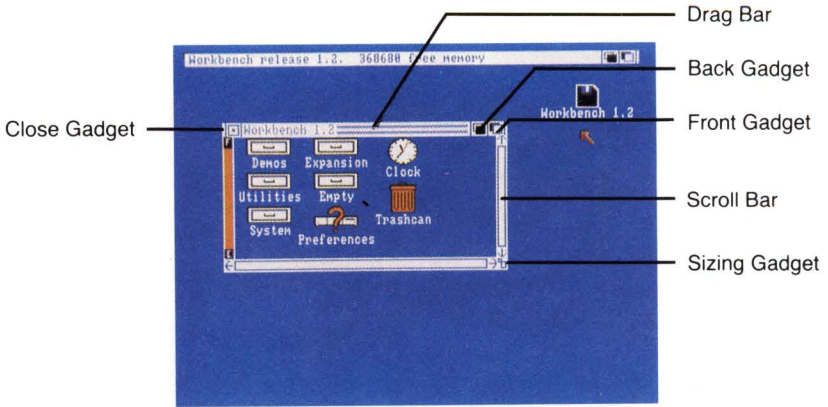 Drag Bar
Workbench release 1.2. 368680 free memory
Back Gadget
Workbench 1.2
Front Gadget
Close Gadget
Workbench 1.2
Demos Expansion Clock
Scroll Bar
Utilities Empty Trashcan
System Preferences
Sizing Gadget
E
F